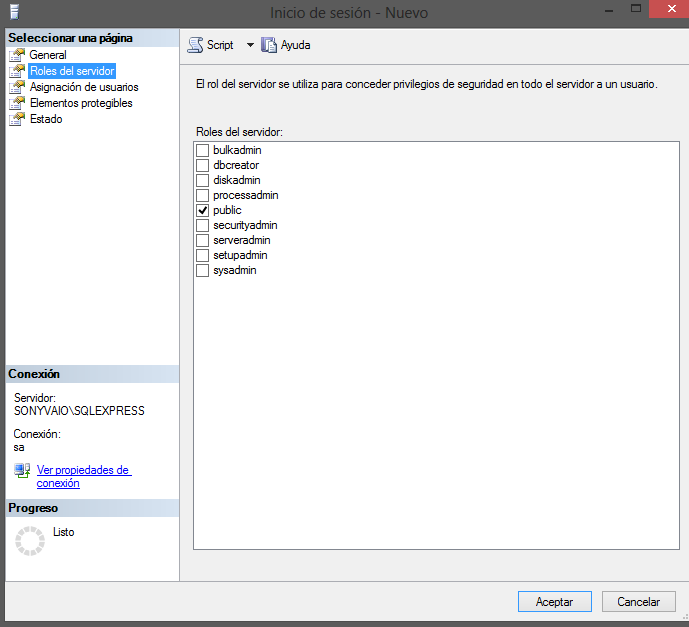 Inicio de sesión - Nuevo
Seleccionar una página
General
Roles del servidor
Asignación de usuarios
Elementos protegibles
Estado
Script
Ayuda
El rol del servidor se utiliza para conceder privilegios de seguridad en todo el servidor a un usuario.
Roles del servidor:
bulkadmin
dbcreator
diskadmin
processadmin
public
securityadmin
serveradmin
setupadmin
sysadmin
Conexión
Servidor:
SONYVAIO\SQLEXPRESS
Conexión:
sa
Ver propiedades de
conexión
Progreso
Listo
Aceptar
Cancelar